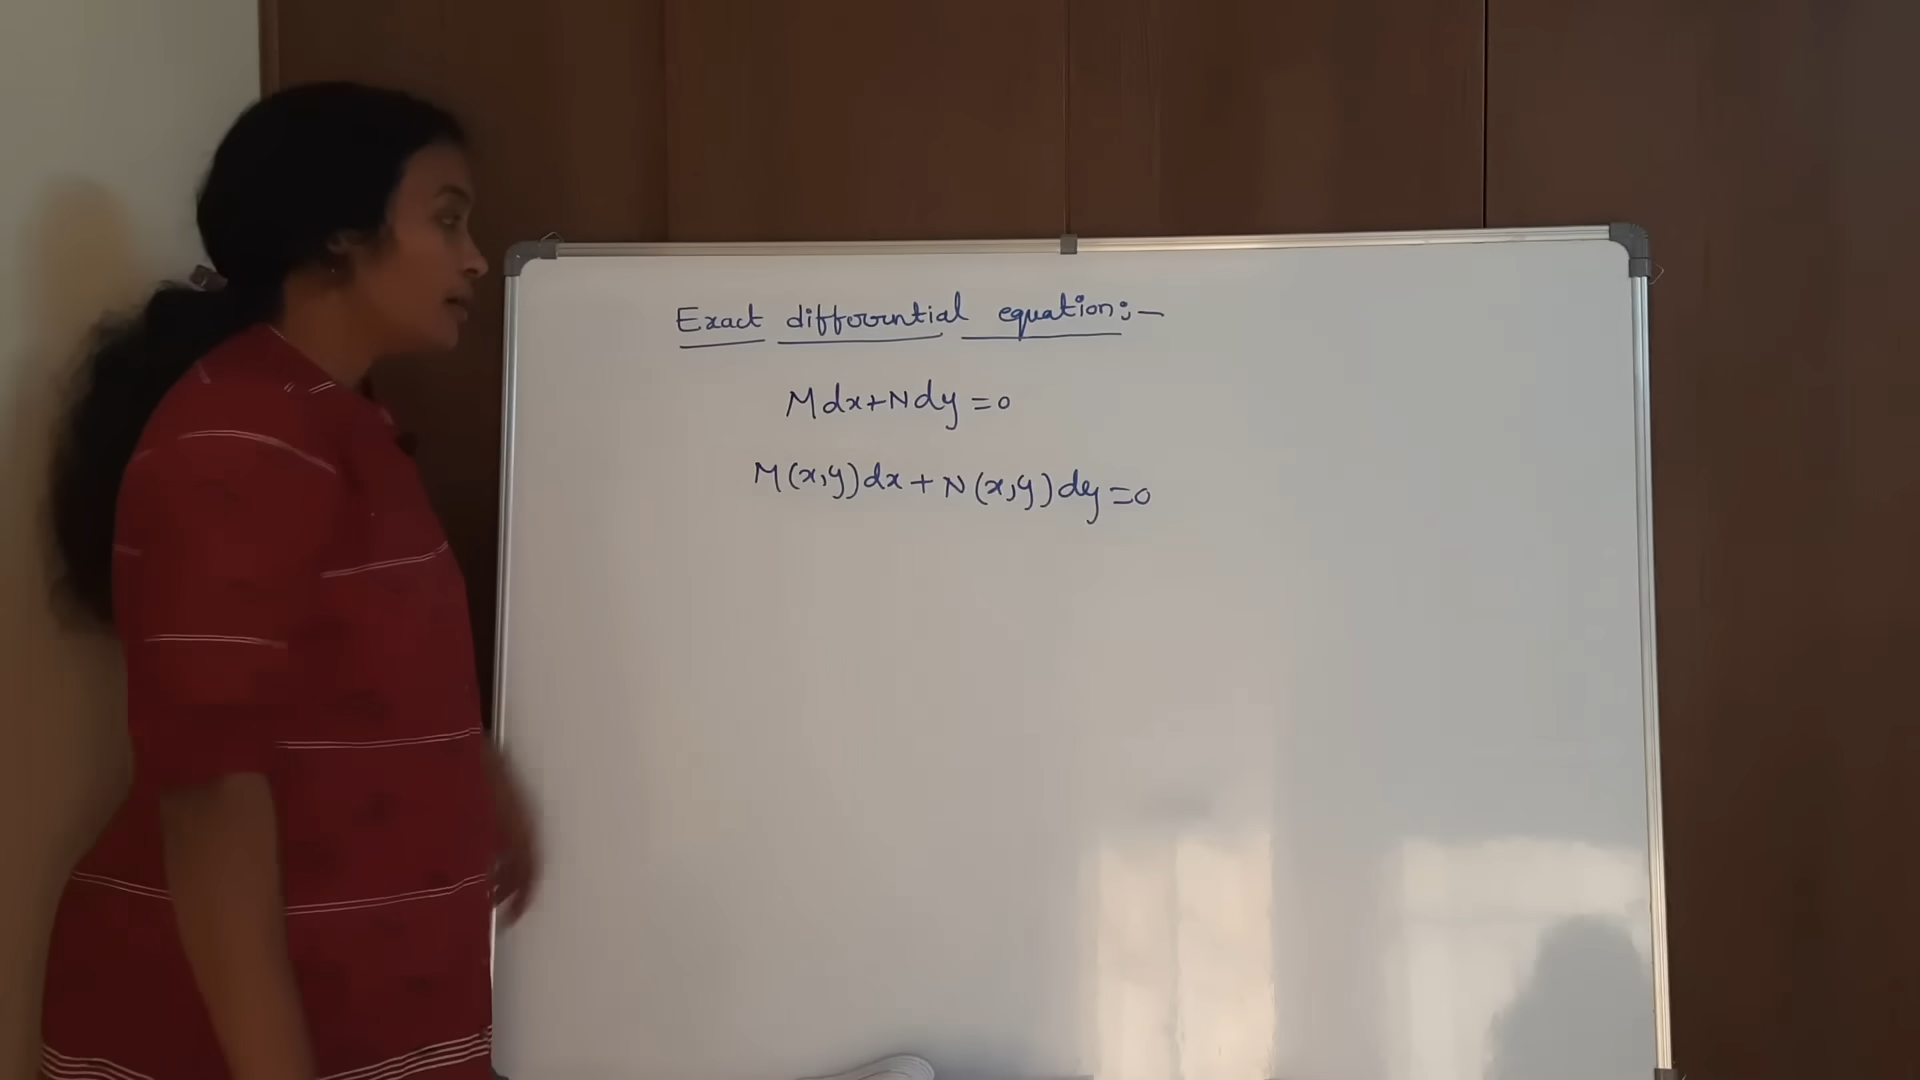 Exact differential equation:-
Mdx+Ndy=0
M(x,y)dx+N(x,y)dy=0